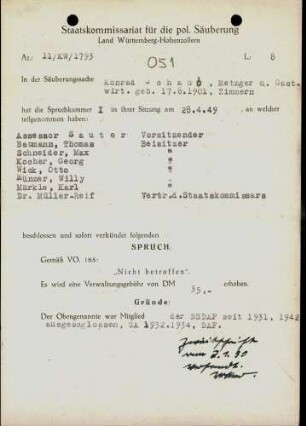 Staatskommissariat für die pol. Säuberung
Land Württemberg-Hohenzollern
Az.: 11/KW/1793
L: 8
051
In der Säuberungssache Konrad Schaub, Metzger u. Gast-
wirt, geb. 17.6.1901, Zimmern
hat die Spruchkammer I in ihrer Sitzung am 28.4.49 an welcher
teilgenommen haben:
Assessor Sauter Vorsitzender
Baumann, Thomas Beisitzer
Schneider, Max "
Kocher, Georg "
Wick, Otto "
Münzer, Willy "
Märkle, Karl "
Dr. Müller-Reif Vertr.d.Staatskommissars
beschlossen und sofort verkündet folgenden
SPRUCH:
Gemäß VO. 165:
"Nicht betroffen".
Es wird eine Verwaltungsgebühr von DM 35,- erhoben.
Gründe:
Der Obengenannte war Mitglied der NSDAP seit 1931, 1942
ausgeschlossen, SA 1932-1934, DAF.